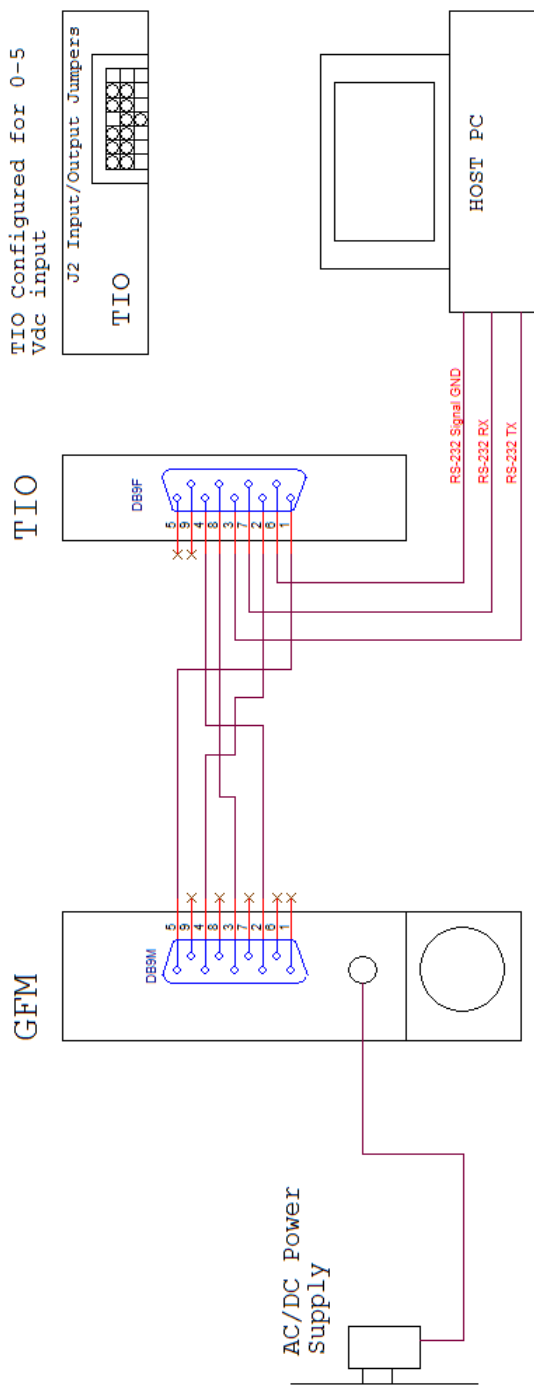 TIO Configured for 0-5
Vdc input
J2 Input/Output Jumpers
TIO
HOST PC
TIO
DB9F
5
9
4
8
3
7
2
6
1
RS-232 Signal GND
RS-232 RX
RS-232 TX
GFM
DB9M
5
9
4
8
3
7
2
6
1
AC/DC Power
Supply